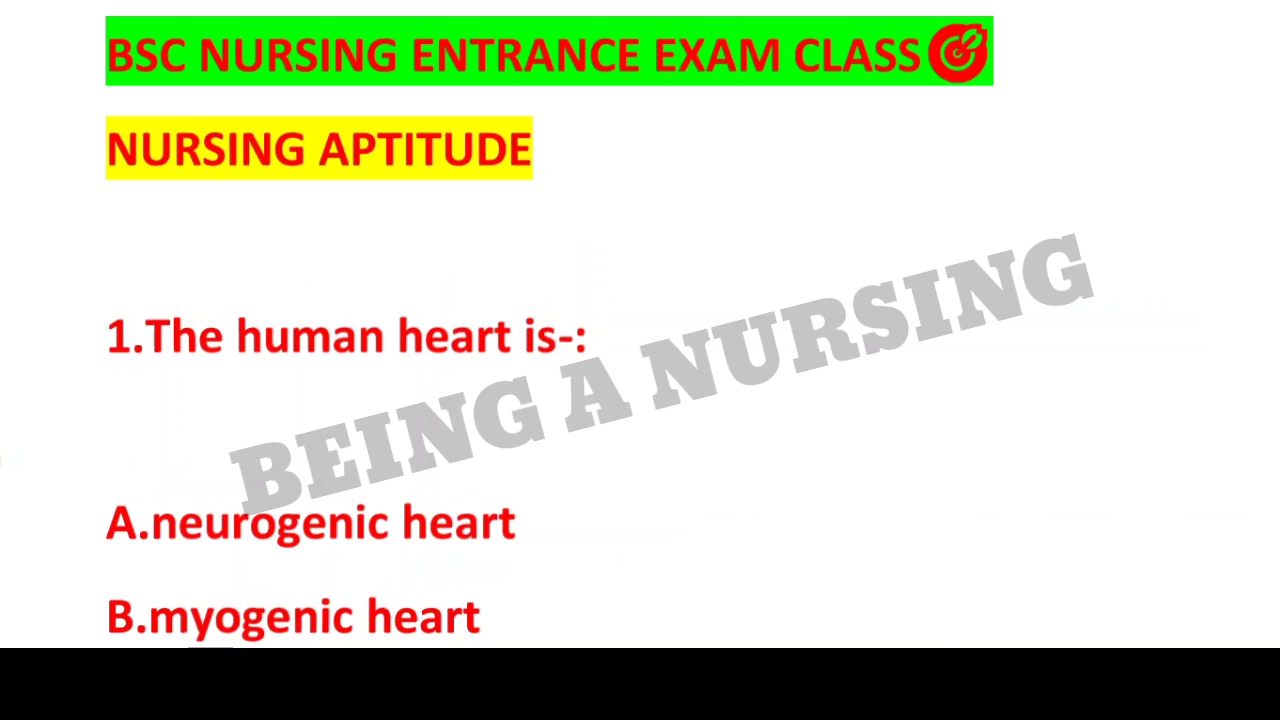 BSC NURSING ENTRANCE EXAM CLASS
NURSING APTITUDE
1.The human heart is-:
BEING A NURSING
A.neurogenic heart
B.myogenic heart